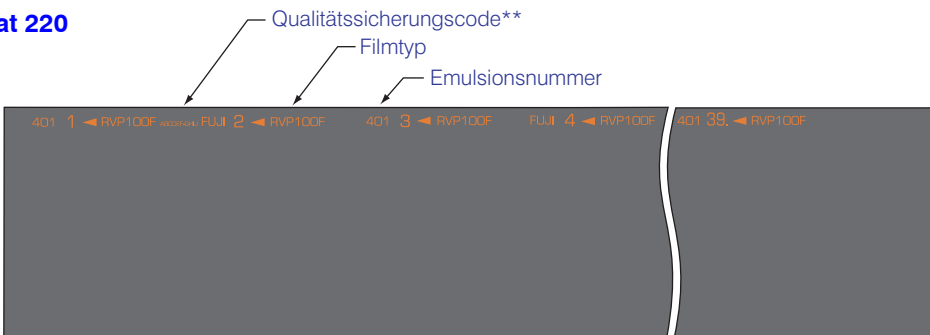 at 220
Qualitätssicherungscode**
Filmtyp
Emulsionsnummer
401 1 ◄ RVP100F FUJI 2 ◄ RVP100F 401 3 ◄ RVP100F FUJI 4 ◄ RVP100F 401 39. ◄ RVP100F